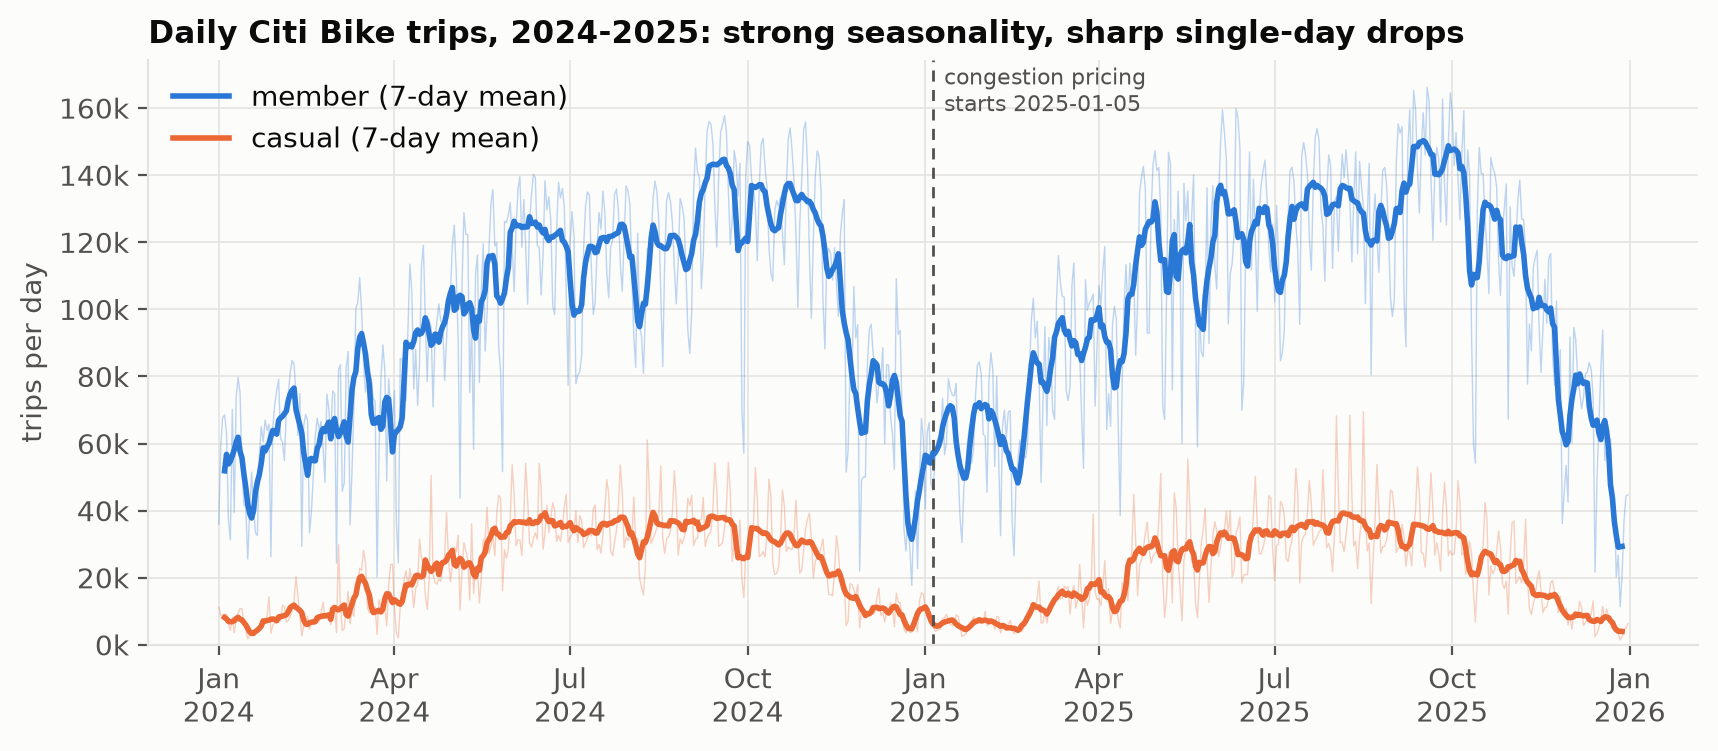 Daily Citi Bike trips, 2024-2025: strong seasonality, sharp single-day drops
member (7-day mean)
casual (7-day mean)
congestion pricing
starts 2025-01-05
trips per day
160k
140k
120k
100k
80k
60k
40k
20k
0k
Jan
2024
Apr
2024
Jul
2024
Oct
2024
Jan
2025
Apr
2025
Jul
2025
Oct
2025
Jan
2026